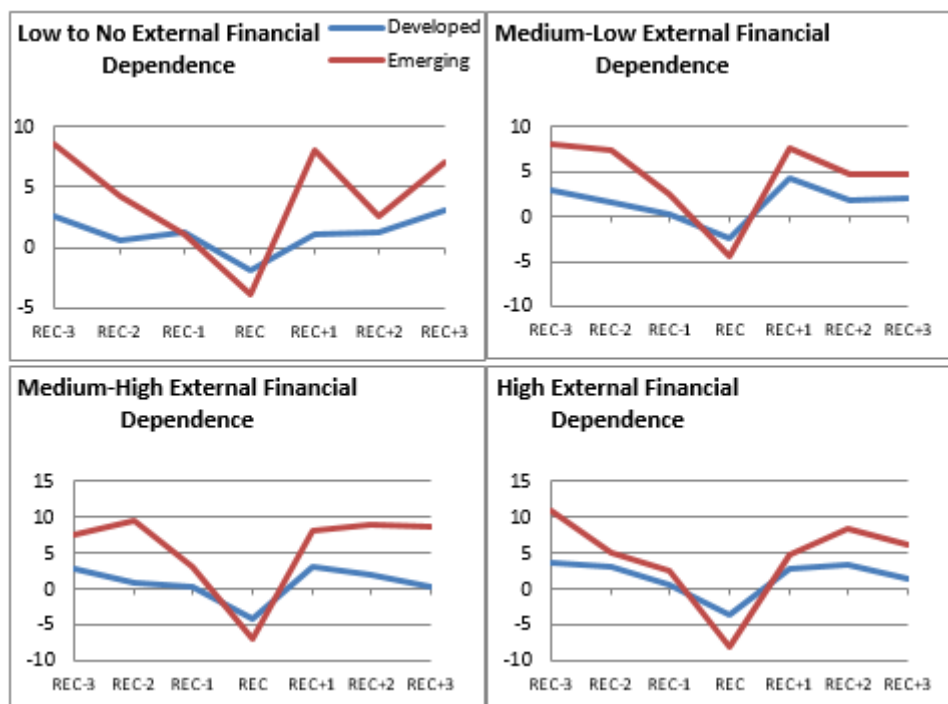 Low to No External Financial
Dependence
Developed
Emerging
10
5
0
-5
REC-3 REC-2 REC-1 REC REC+1 REC+2 REC+3
Medium-Low External Financial
Dependence
10
5
0
-5
-10
REC-3 REC-2 REC-1 REC REC+1 REC+2 REC+3
Medium-High External Financial
Dependence
15
10
5
0
-5
-10
REC-3 REC-2 REC-1 REC REC+1 REC+2 REC+3
High External Financial
Dependence
15
10
5
0
-5
-10
REC-3 REC-2 REC-1 REC REC+1 REC+2 REC+3